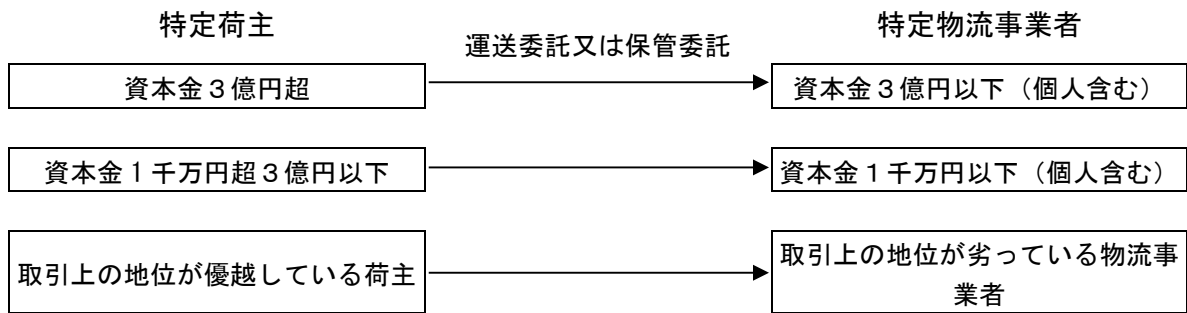 特定荷主
運送委託又は保管委託
特定物流事業者
資本金３億円超
資本金３億円以下（個人含む）
資本金１千万円超３億円以下
資本金１千万円以下（個人含む）
取引上の地位が優越している荷主
取引上の地位が劣っている物流事
業者